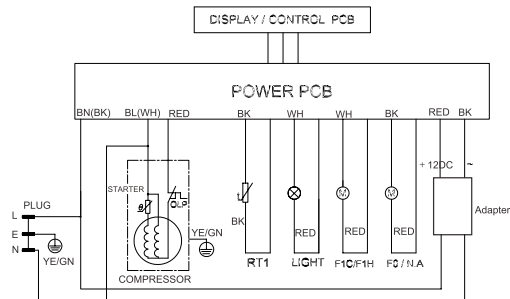 DISPLAY / CONTROL PCB
POWER PCB
BN(BK) BL(WH) RED BK WH WH BK RED BK
+ 12DC ~
STARTER
OLP
PLUG
L
E
N
YE/GN
YE/GN
COMPRESSOR
BK
RED RED RED
RT1 LIGHT F1C/F1H F0 / N.A
Adapter